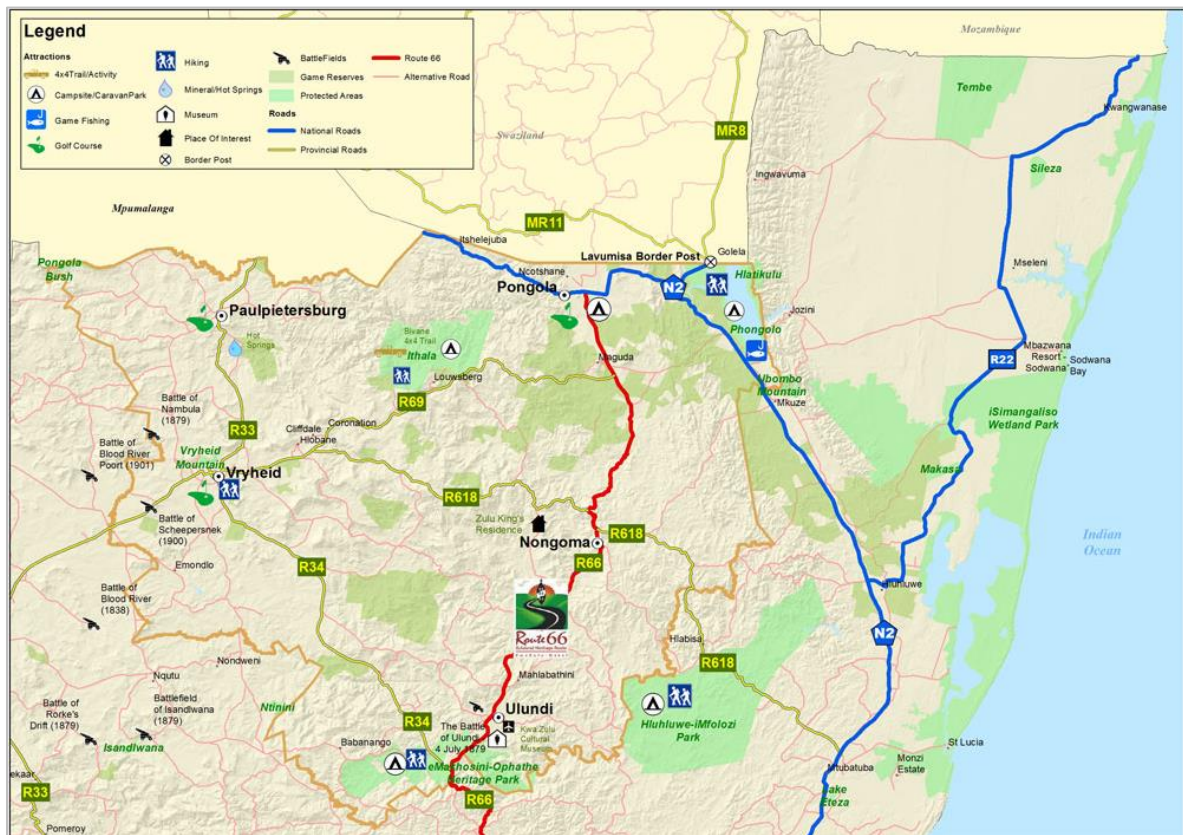 Legend
Attractions
4x4Trail/Activity
Campsite/CaravanPark
Game Fishing
Golf Course
Hiking
Mineral/Hot Springs
Museum
Place Of Interest
Border Post
BattleFields
Game Reserves
Protected Areas
Roads
National Roads
Provincial Roads
Route 66
Alternative Road
Mozambique
Swaziland
Mpumalanga
Tembe
Kwangwanase
Sileza
MR8
Ingwavuma
MR11
Itshelejuba
Lavumisa Border Post
Golela
Hlatikulu
Mseleni
Pongola
Bush
Ncotshane
Pongola
N2
Phongolo
Jozini
Paulpietersburg
Hot
Springs
Bivane
4x4 Trail
Ithala
Louwsberg
Maguda
R69
Mbazwana
Resort -
Sodwana
Sodwana
Bay
R22
Ubombo
Mountain
Mkuze
iSimangaliso
Wetland Park
Battle of
Nambula
(1879)
R33
Cliffdale
Hlobane
Coronation
Battle of
Blood River
Poort (1901)
Vryheid
Mountain
Vryheid
Makasa
R618
Zulu King's
Residence
Nongoma
R618
R66
Battle of
Scheepersnek
(1900)
Emondlo
R34
Indian
Ocean
Hluhluwe
Battle of
Blood River
(1838)
Route 66
N2
Hlabisa
R618
Nondweni
Nqutu
Mahlabathini
Battle of
Rorke's
Drift (1879)
Battlefield
of Isandlwana
(1879)
Ntinini
Isandlwana
R34
Ulundi
The Battle
of Ulundi
4 July 1879
Kwa Zulu
Cultural
Museum
Hluhluwe-iMfolozi
Park
Babanango
eMakhosini-Ophathe
Heritage Park
St Lucia
Monzi
Estate
Mtubatuba
Lake
Eteza
ekaar
R33
R66
Pomeroy